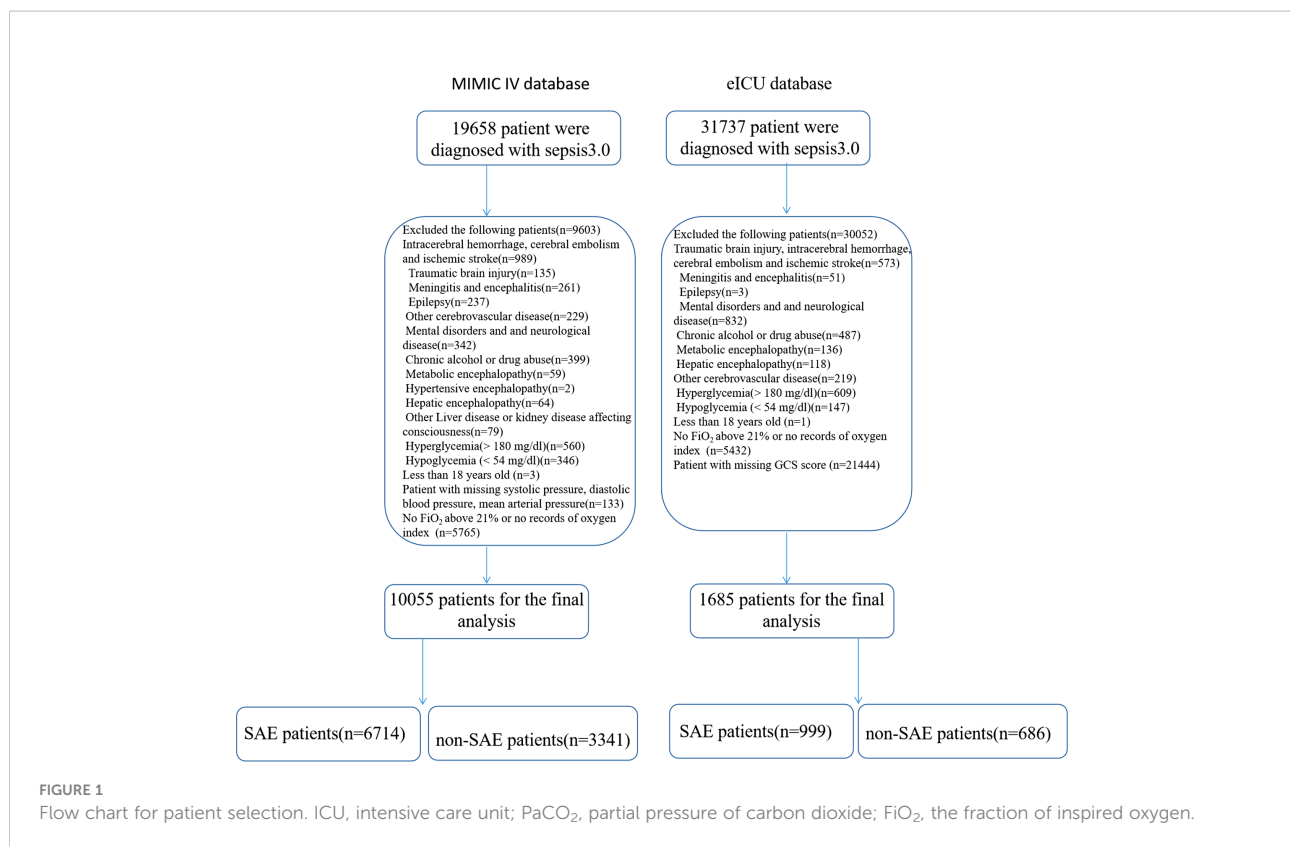 MIMIC IV database
19658 patient were
diagnosed with sepsis3.0
Excluded the following patients(n=9603)
Intracerebral hemorrhage, cerebral embolism
and ischemic stroke(n=989)
Traumatic brain injury(n=135)
Meningitis and encephalitis(n=261)
Epilepsy(n=237)
Other cerebrovascular disease(n=229)
Mental disorders and and neurological
disease(n=342)
Chronic alcohol or drug abuse(n=399)
Metabolic encephalopathy(n=59)
Hypertensive encephalopathy(n=2)
Hepatic encephalopathy(n=64)
Other Liver disease or kidney disease affecting
consciousness(n=79)
Hyperglycemia(> 180 mg/dl)(n=560)
Hypoglycemia (< 54 mg/dl)(n=346)
Less than 18 years old (n=3)
Patient with missing systolic pressure, diastolic
blood pressure, mean arterial pressure(n=133)
No FiO₂ above 21% or no records of oxygen
index (n=5765)
10055 patients for the final
analysis
SAE patients(n=6714)
non-SAE patients(n=3341)
eICU database
31737 patient were
diagnosed with sepsis3.0
Excluded the following patients(n=30052)
Traumatic brain injury, intracerebral hemorrhage,
cerebral embolism and ischemic stroke(n=573)
Meningitis and encephalitis(n=51)
Epilepsy(n=3)
Mental disorders and and neurological
disease(n=832)
Chronic alcohol or drug abuse(n=487)
Metabolic encephalopathy(n=136)
Hepatic encephalopathy(n=118)
Other cerebrovascular disease(n=219)
Hyperglycemia(> 180 mg/dl)(n=609)
Hypoglycemia (< 54 mg/dl)(n=147)
Less than 18 years old (n=1)
No FiO₂ above 21% or no records of oxygen
index (n=5432)
Patient with missing GCS score (n=21444)
1685 patients for the final
analysis
SAE patients(n=999)
non-SAE patients(n=686)
FIGURE 1
Flow chart for patient selection. ICU, intensive care unit; PaCO₂, partial pressure of carbon dioxide; FiO₂, the fraction of inspired oxygen.